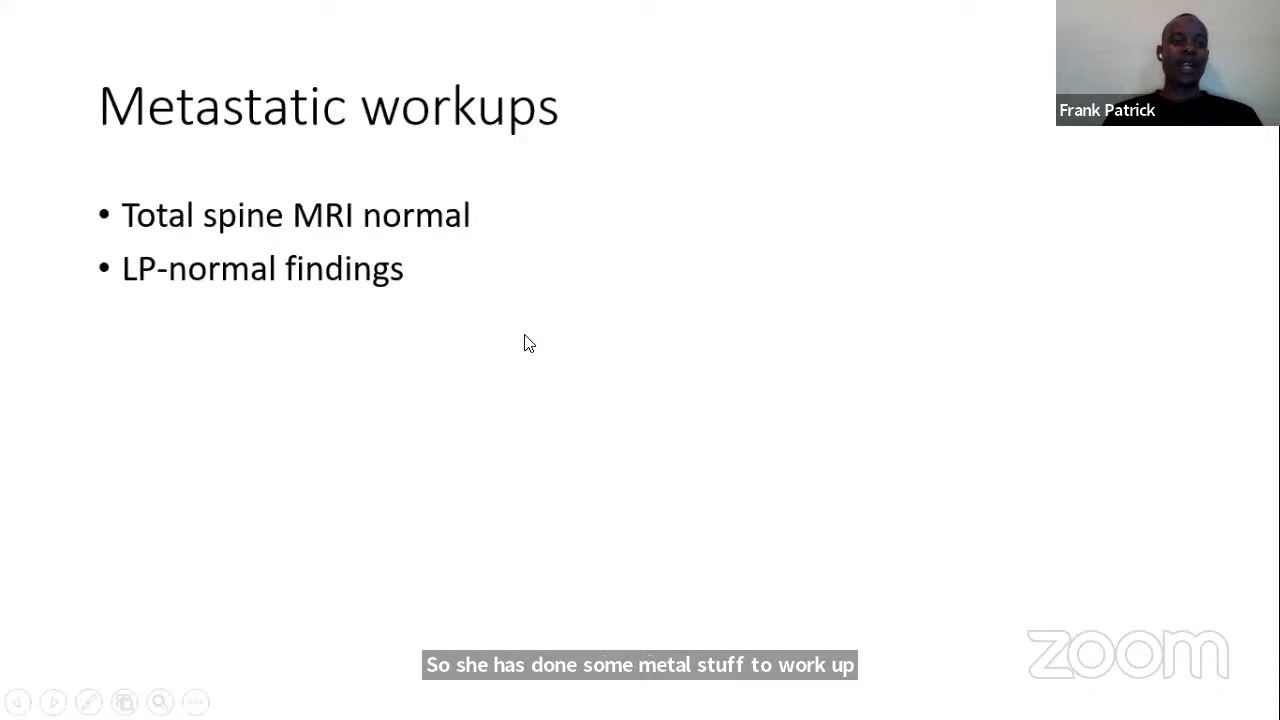 Frank Patrick
Metastatic workups
• Total spine MRI normal
• LP-normal findings
So she has done some metal stuff to work up
zoom